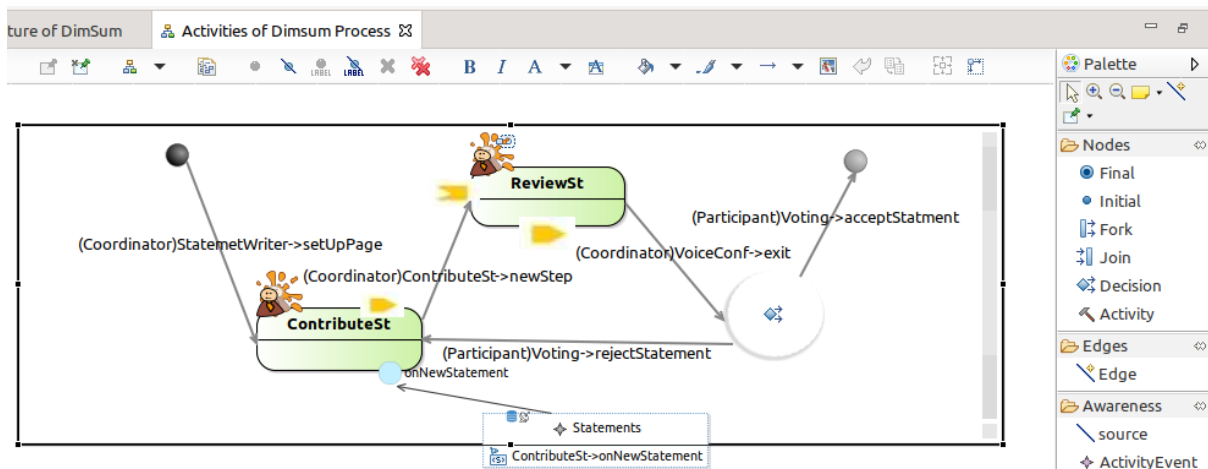 ture of DimSum
Activities of Dimsum Process
LABEL
LABEL
B I A
Palette
Nodes
Final
Initial
Fork
Join
Decision
Activity
Edges
Edge
Awareness
source
ActivityEvent
ReviewSt
(Participant)Voting->acceptStatment
(Coordinator)StatemetWriter->setUpPage
(Coordinator)VoiceConf->exit
(Coordinator)ContributeSt->newStep
ContributeSt
(Participant)Voting->rejectStatement
onNewStatement
Statements
<S>
ContributeSt->onNewStatement